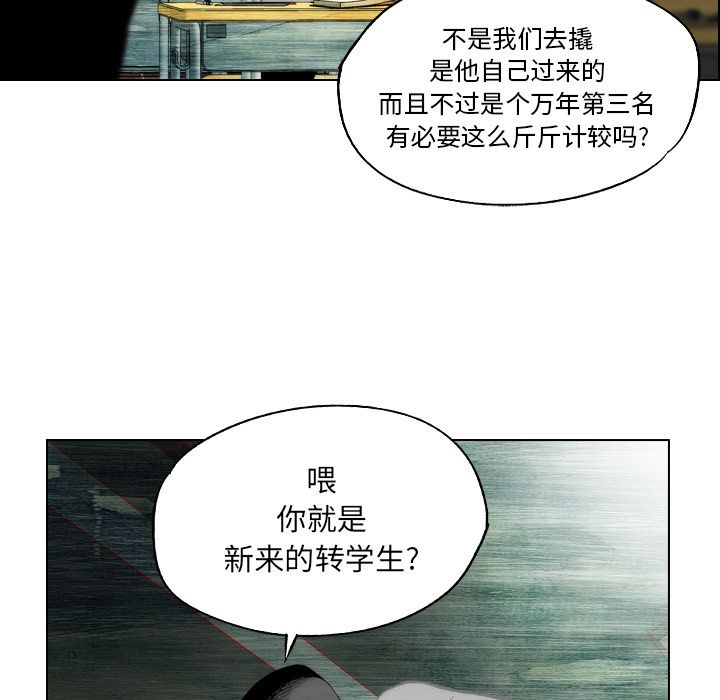 不是我们去撬
是他自己过来的
而且不过是个万年第三名
有必要这么斤斤计较吗?
喂
你就是
新来的转学生?